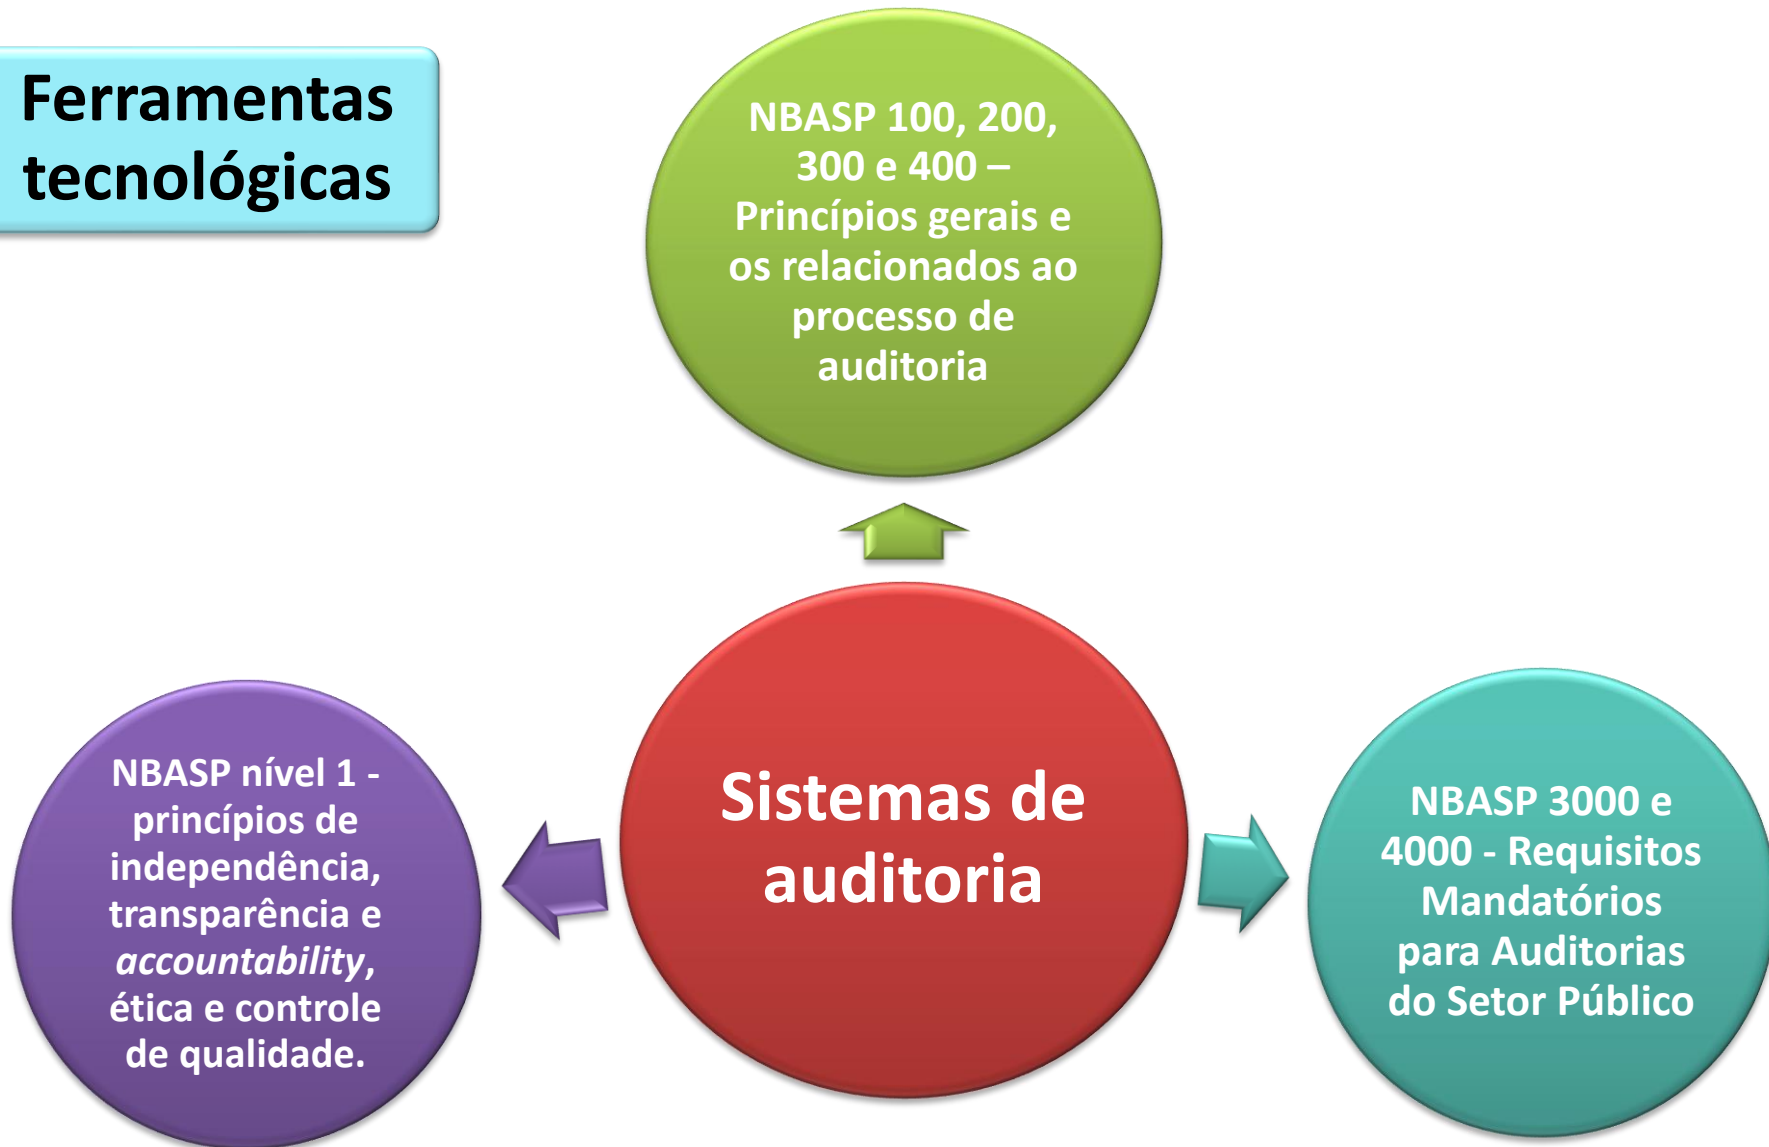 Ferramentas
tecnológicas
NBASP 100, 200,
300 e 400 –
Princípios gerais e
os relacionados ao
processo de
auditoria
Sistemas de
auditoria
NBASP nível 1 -
princípios de
independência,
transparência e
accountability,
ética e controle
de qualidade.
NBASP 3000 e
4000 - Requisitos
Mandatórios
para Auditorias
do Setor Público